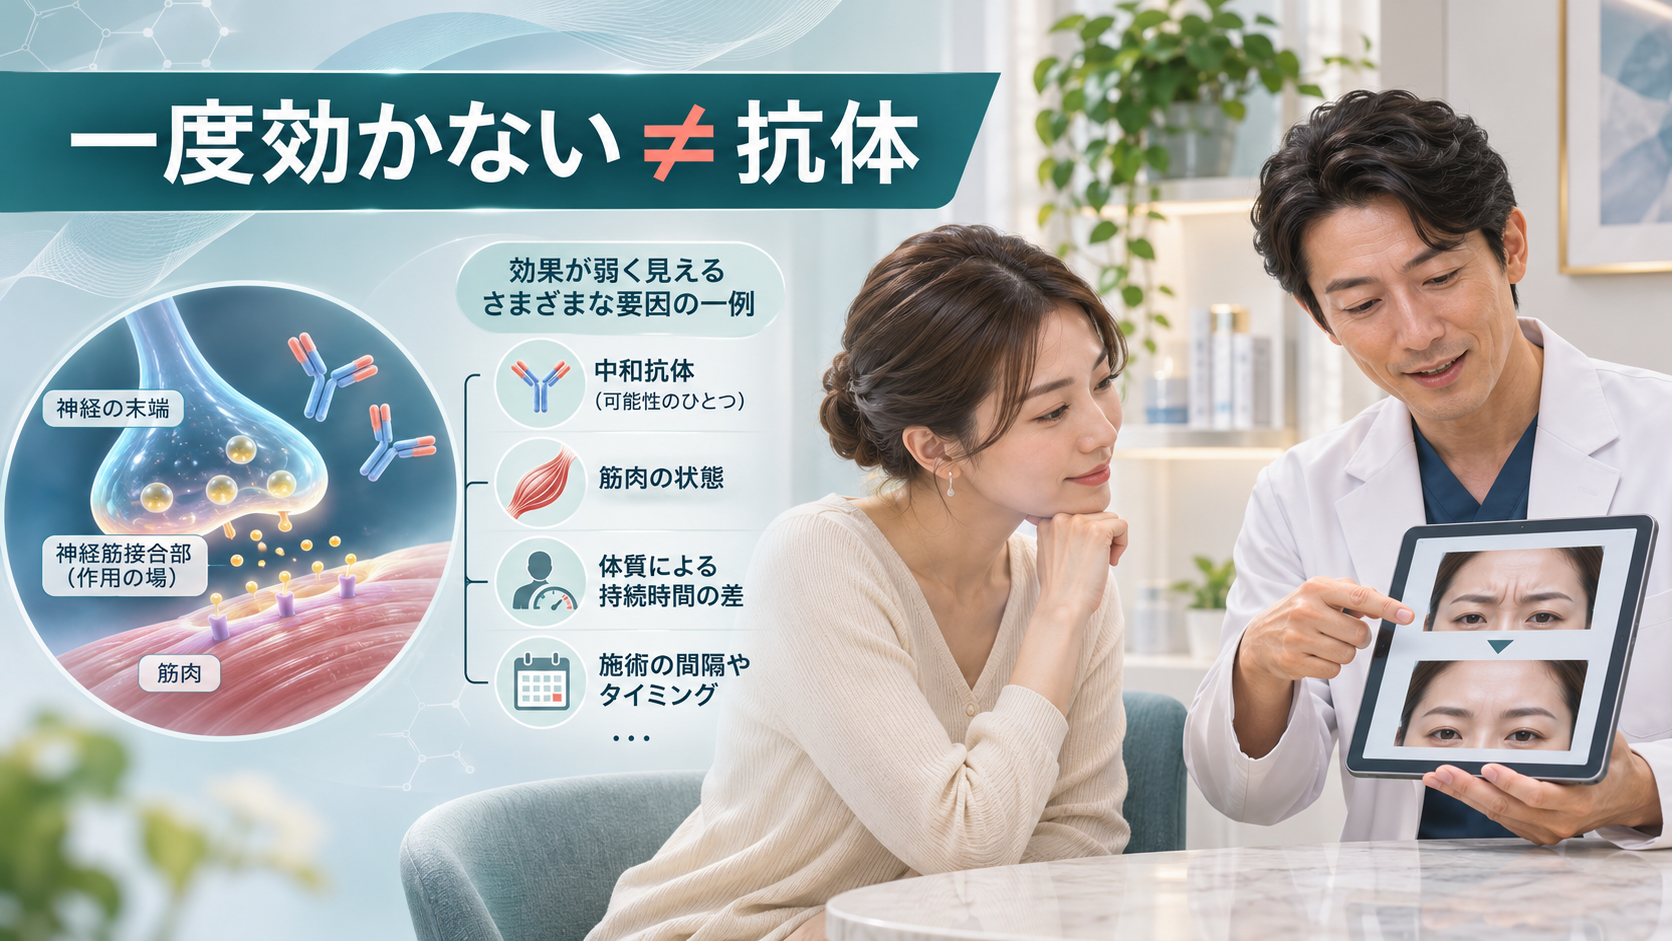 一度効かない ≠ 抗体
効果が弱く見える
さまざまな要因の一例
中和抗体
（可能性のひとつ）
筋肉の状態
体質による
持続時間の差
施術の間隔や
タイミング
・・・
神経の末端
神経筋接合部
（作用の場）
筋肉